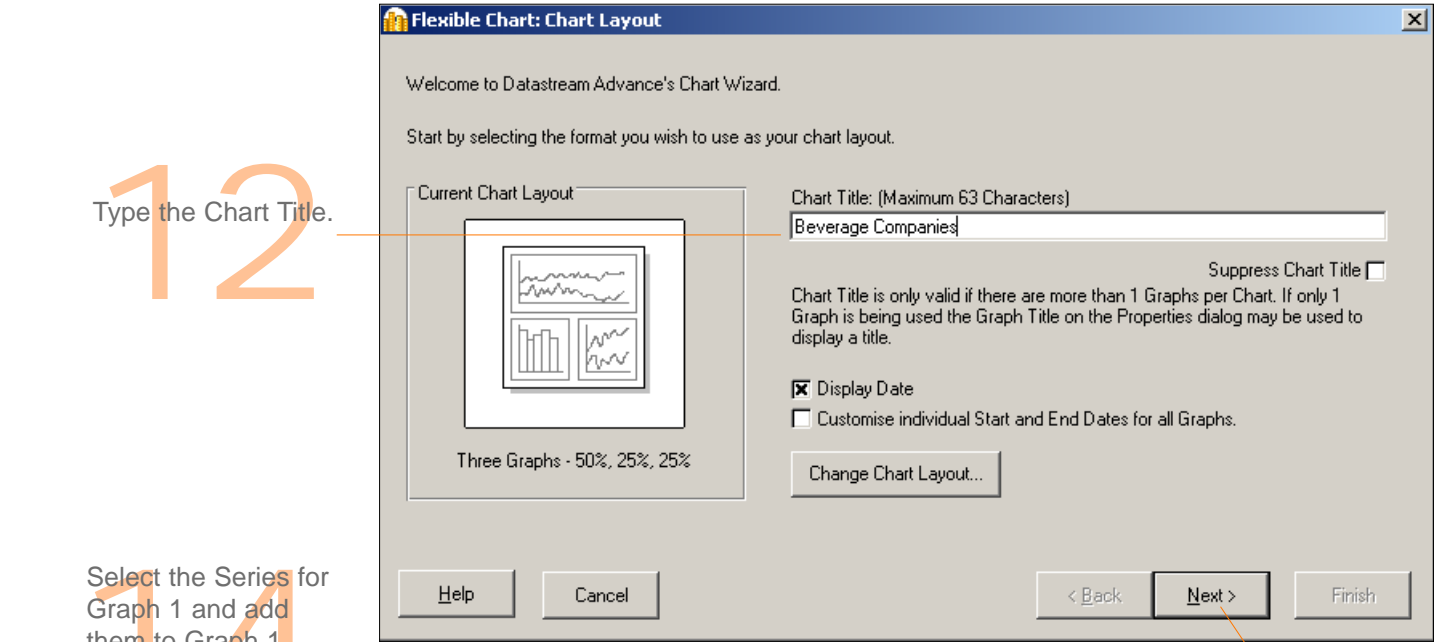 Flexible Chart: Chart Layout
Welcome to Datastream Advance's Chart Wizard.
Start by selecting the format you wish to use as your chart layout.
12
Type the Chart Title.
Current Chart Layout
Three Graphs - 50%, 25%, 25%
Chart Title: (Maximum 63 Characters)
Beverage Companies
Suppress Chart Title
Chart Title is only valid if there are more than 1 Graphs per Chart. If only 1
Graph is being used the Graph Title on the Properties dialog may be used to
display a title.
Display Date
Customise individual Start and End Dates for all Graphs.
Change Chart Layout...
14
Select the Series for
Graph 1 and add
them to Graph 1
Help
Cancel
< Back
Next >
Finish